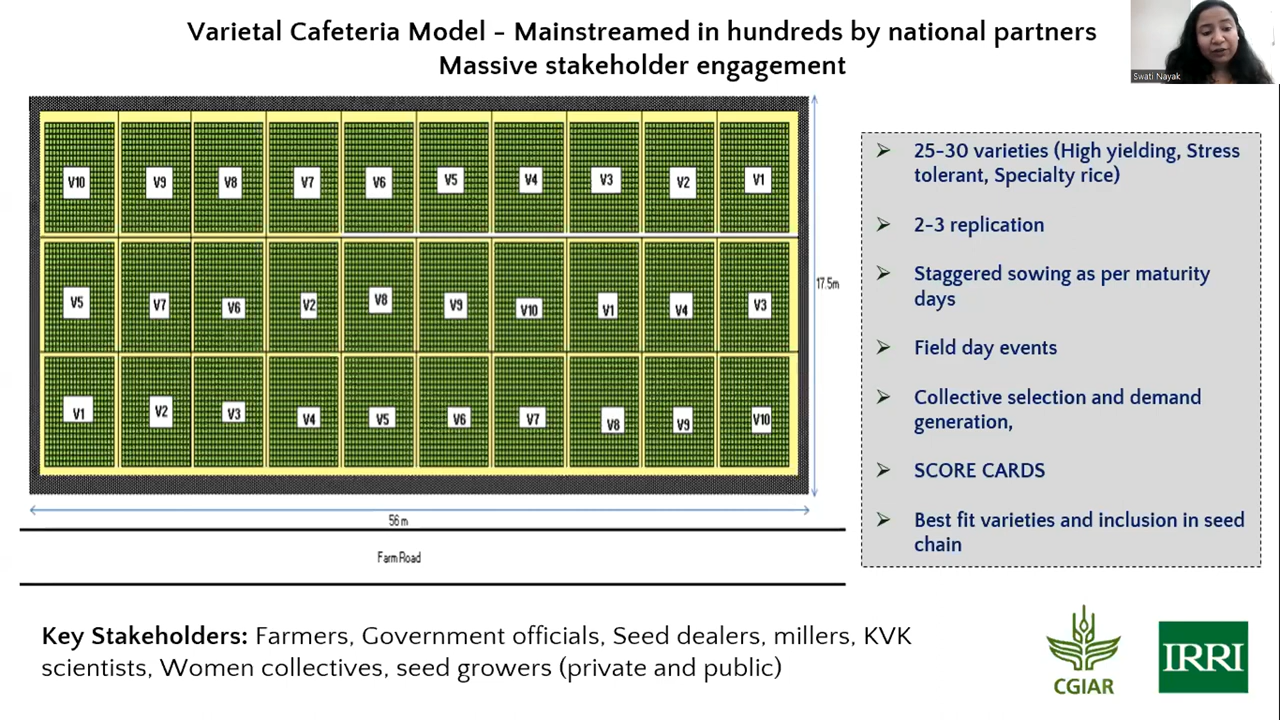 Varietal Cafeteria Model - Mainstreamed in hundreds by national partners
Massive stakeholder engagement
Swati Nayak
V10 V9 V8 V7 V6 V5 V4 V3 V2 V1
V5 V7 V6 V2 V8 V9 V10 V1 V4 V3
V1 V2 V3 V4 V5 V6 V7 V8 V9 V10
17.5m
56 m
Farm Road
25-30 varieties (High yielding, Stress
tolerant, Specialty rice)
2-3 replication
Staggered sowing as per maturity
days
Field day events
Collective selection and demand
generation,
SCORE CARDS
Best fit varieties and inclusion in seed
chain
Key Stakeholders: Farmers, Government officials, Seed dealers, millers, KVK
scientists, Women collectives, seed growers (private and public)
CGIAR
IRRI